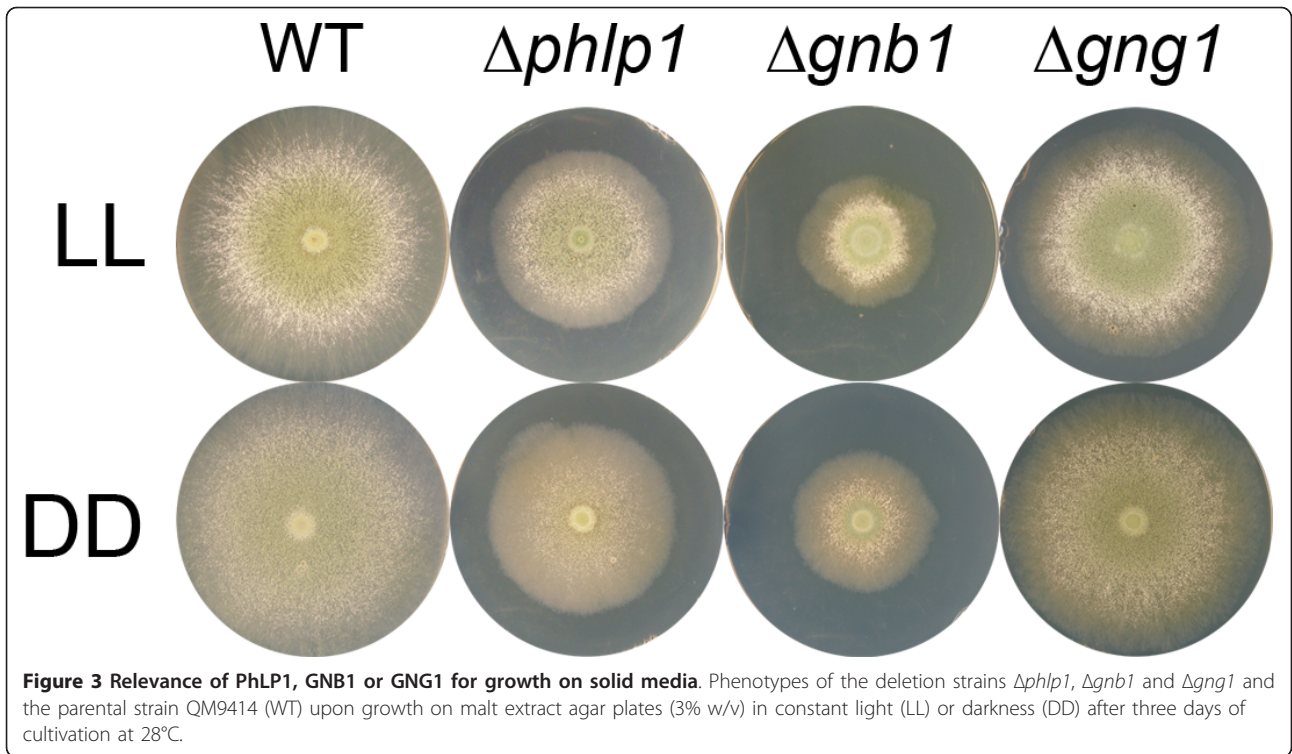 WT Δphlp1 Δgnb1 Δgng1
LL
DD
Figure 3 Relevance of PhLP1, GNB1 or GNG1 for growth on solid media. Phenotypes of the deletion strains Δphlp1, Δgnb1 and Δgng1 and
the parental strain QM9414 (WT) upon growth on malt extract agar plates (3% w/v) in constant light (LL) or darkness (DD) after three days of
cultivation at 28°C.